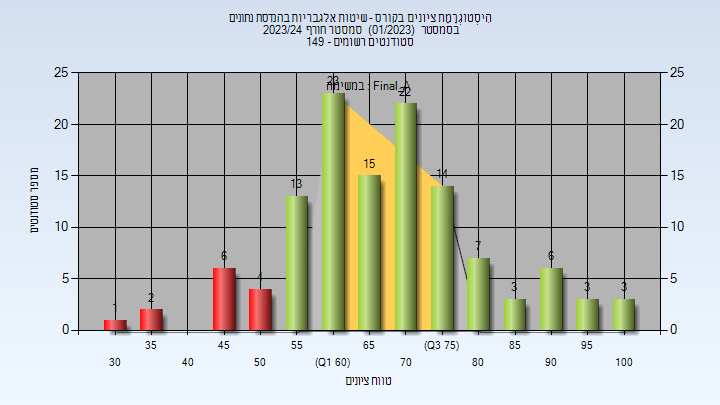 היסטוגרמת ציונים בקורס - שיטות אלגבריות בהנדסת נתונים
בסמסטר (01/2023) סמסטר חורף 2023/24
סטודנטים רשומים - 149
במשימה : Final_A
25 25
20 20
15 15
10 10
5 5
0 0
מספר סטודנטים
1 2 6 4 13 23 15 22 14 7 3 6 3 3
35 45 55 65 (Q3 75) 85 95
30 40 50 (Q1 60) 70 80 90 100
טווח ציונים